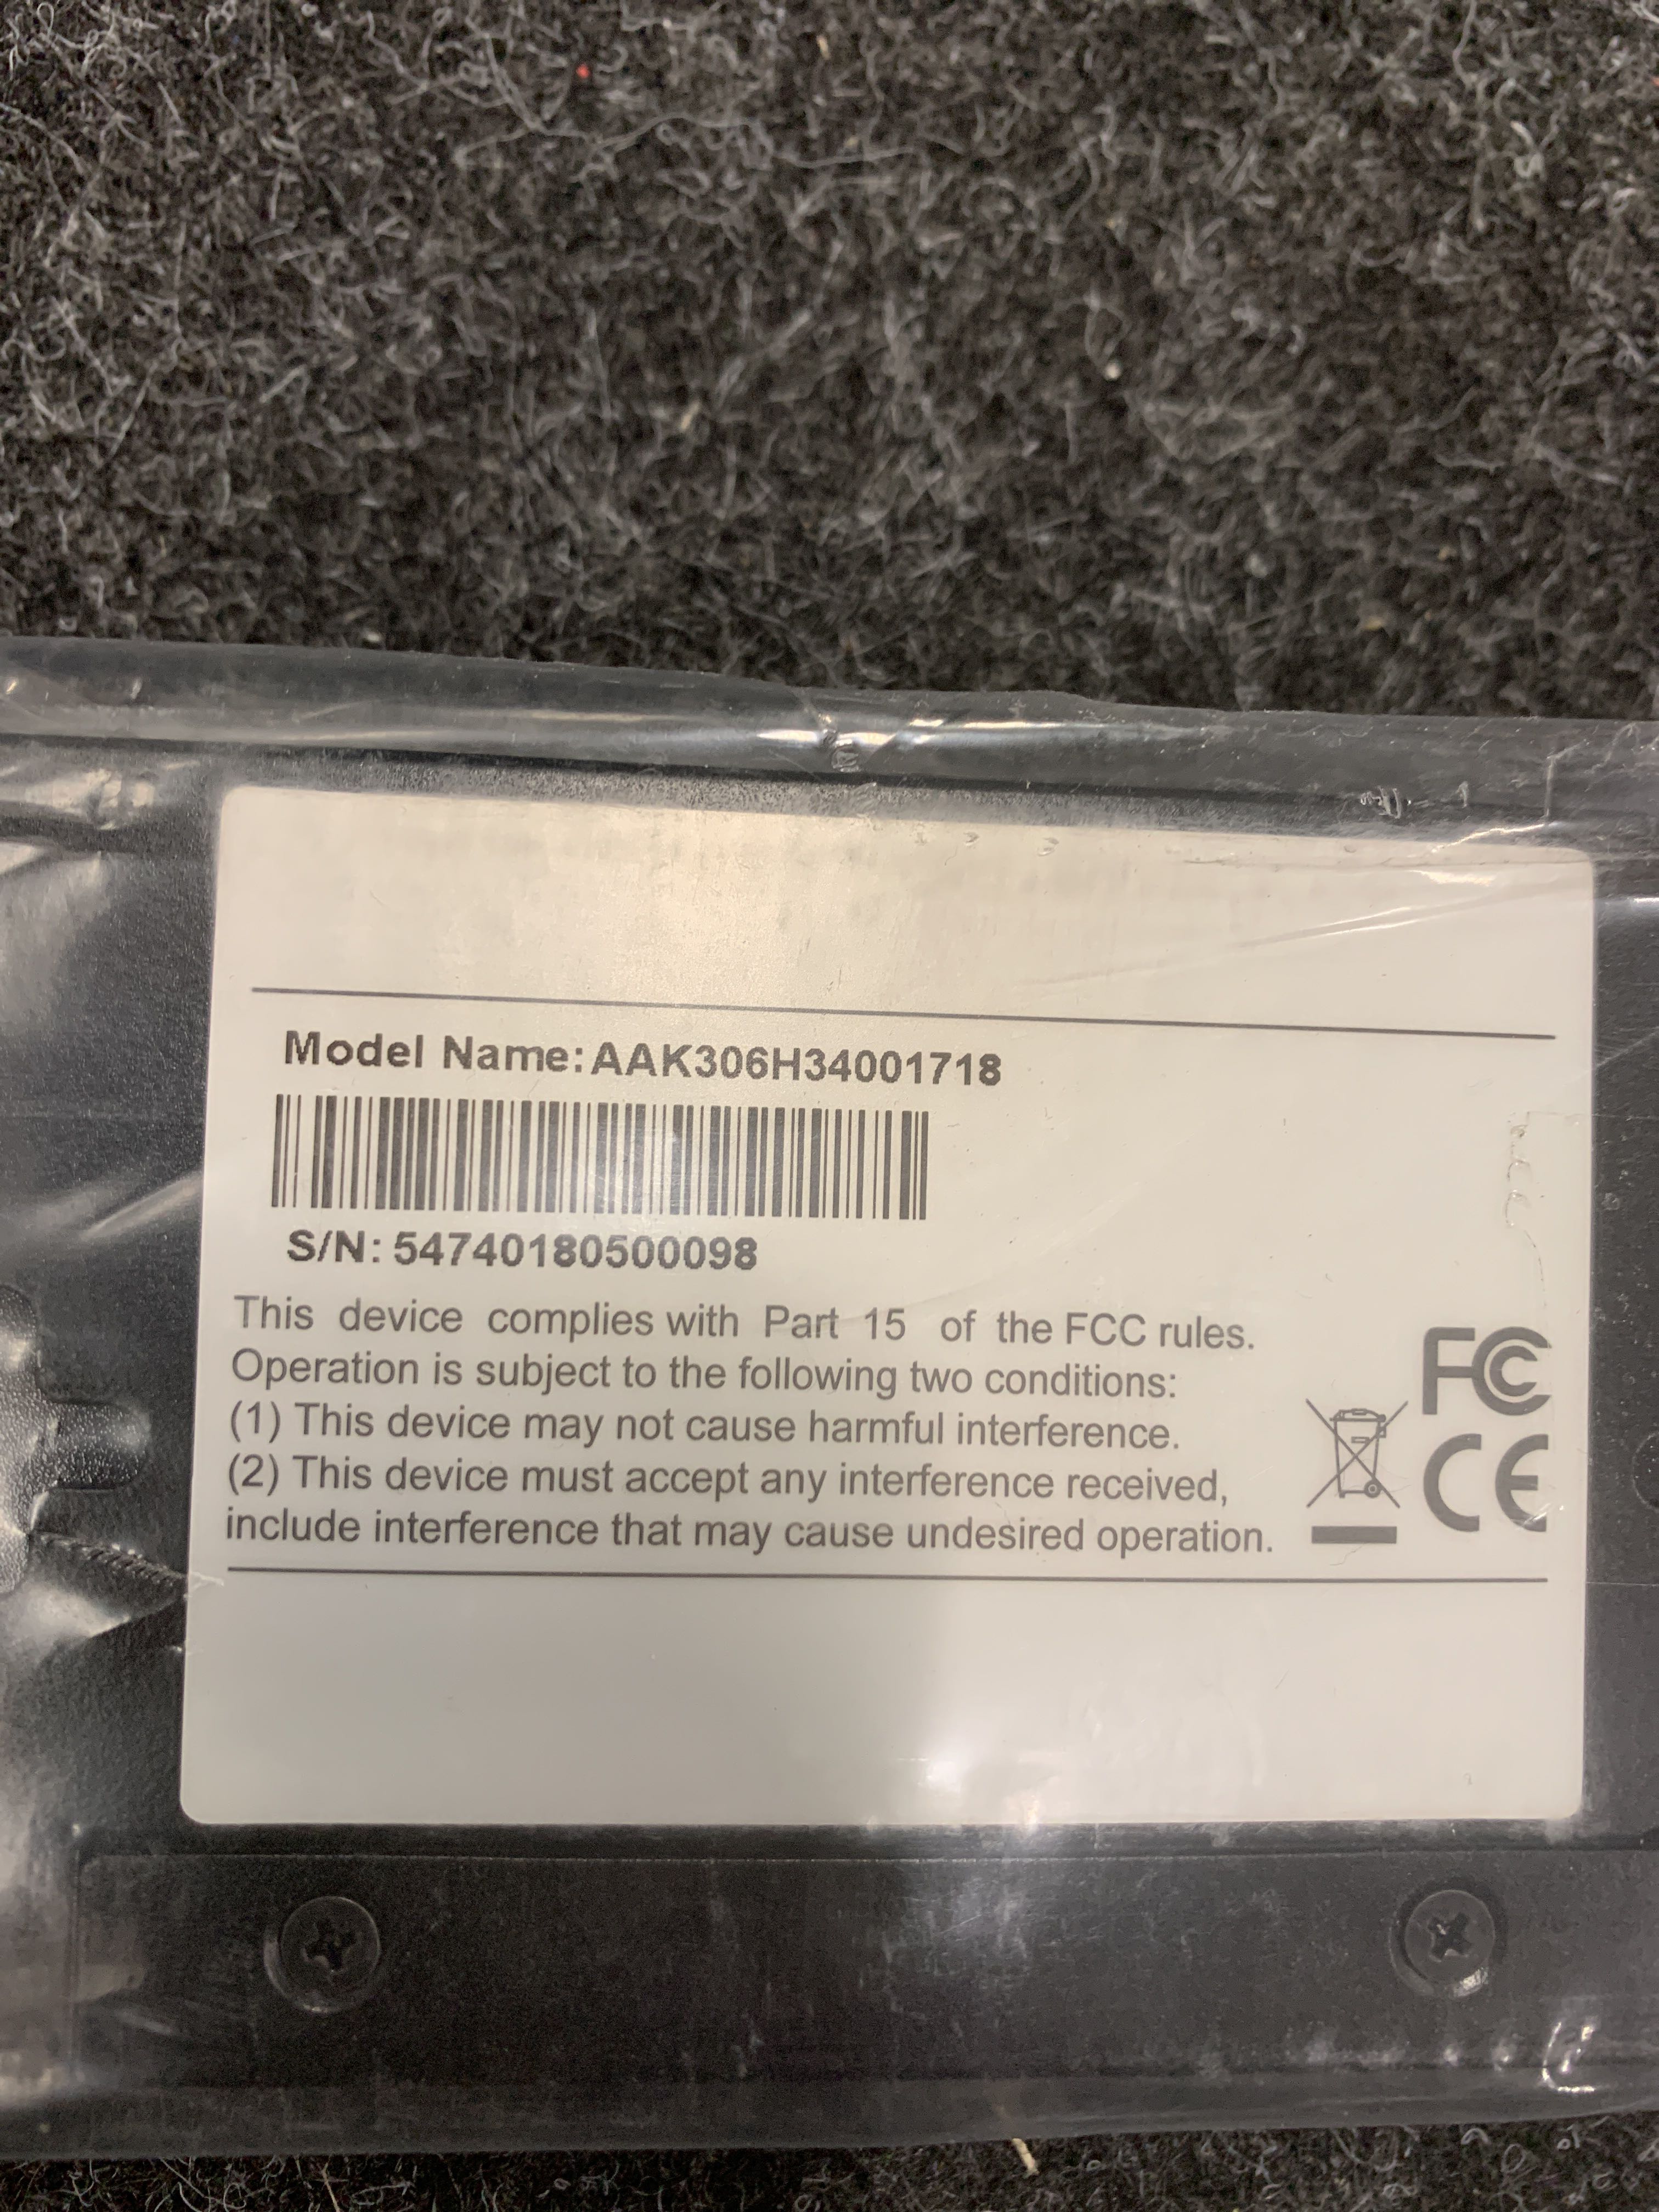 Model Name:AAK306H34001718
S/N: 54740180500098
This device complies with Part 15 of the FCC rules.
Operation is subject to the following two conditions:
(1) This device may not cause harmful interference.
(2) This device must accept any interference received,
include interference that may cause undesired operation.
FC
CE